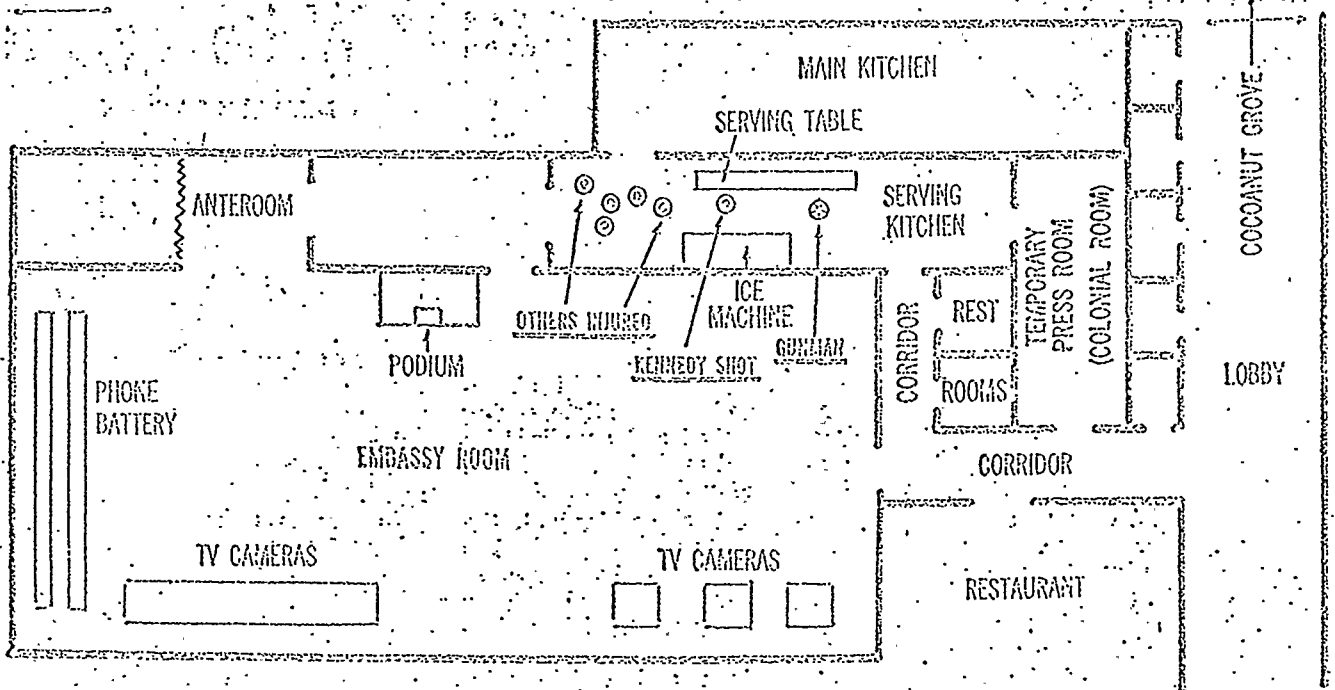 MAIN KITCHEN
SERVING TABLE
COCOANUT GROVE
ANTEROOM
SERVING
KITCHEN
TEMPORARY
PRESS ROOM
(COLONIAL ROOM)
ICE
MACHINE
OTHERS INJURED
KENNEDY SHOT
GUNMAN
PODIUM
CORRIDOR
REST
ROOMS
LOBBY
PHONE
BATTERY
EMBASSY ROOM
CORRIDOR
TV CAMERAS
TV CAMERAS
RESTAURANT